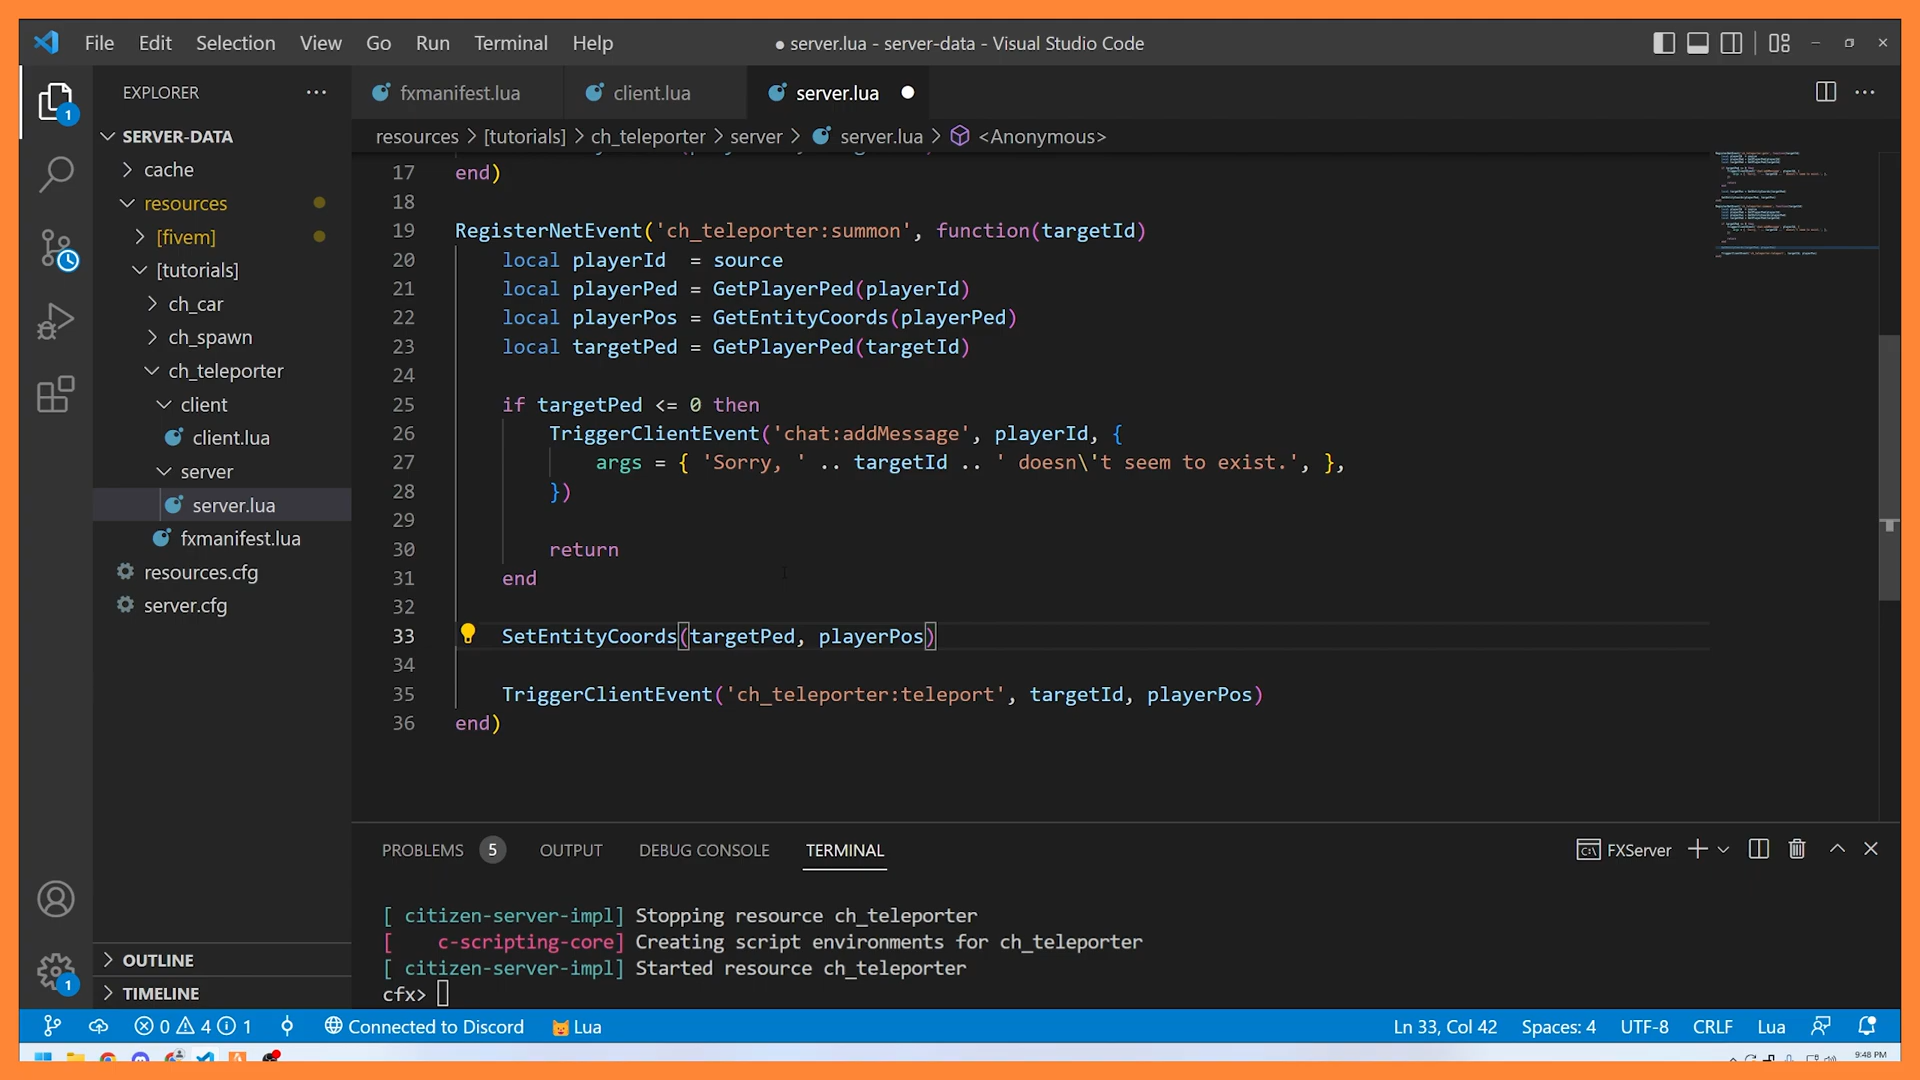 File Edit Selection View Go Run Terminal Help
● server.lua - server-data - Visual Studio Code
EXPLORER
fxmanifest.lua
client.lua
server.lua
SERVER-DATA
resources > [tutorials] > ch_teleporter > server > server.lua > <Anonymous>
cache
resources
[fivem]
[tutorials]
ch_car
ch_spawn
ch_teleporter
client
client.lua
server
server.lua
fxmanifest.lua
resources.cfg
server.cfg
OUTLINE
TIMELINE
1
1
17 end)
18
19 RegisterNetEvent('ch_teleporter:summon', function(targetId)
20 local playerId  = source
21 local playerPed = GetPlayerPed(playerId)
22 local playerPos = GetEntityCoords(playerPed)
23 local targetPed = GetPlayerPed(targetId)
24
25 if targetPed <= 0 then
26 TriggerClientEvent('chat:addMessage', playerId, {
27 args = { 'Sorry, ' .. targetId .. ' doesn\'t seem to exist.', },
28 })
29
30 return
31 end
32
33 SetEntityCoords(targetPed, playerPos)
34
35 TriggerClientEvent('ch_teleporter:teleport', targetId, playerPos)
36 end)
PROBLEMS 5 OUTPUT DEBUG CONSOLE TERMINAL
FXServer
[ citizen-server-impl] Stopping resource ch_teleporter
[    c-scripting-core] Creating script environments for ch_teleporter
[ citizen-server-impl] Started resource ch_teleporter
cfx>
0 4 1 Connected to Discord Lua
Ln 33, Col 42 Spaces: 4 UTF-8 CRLF Lua
9:48 PM